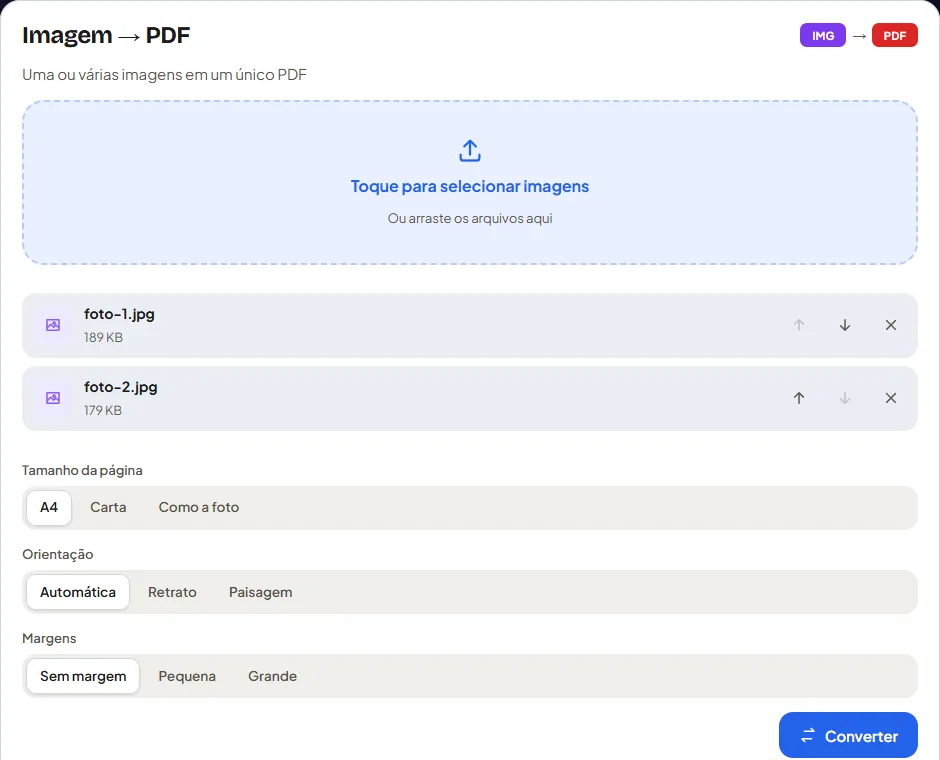 Imagem → PDF
IMG → PDF
Uma ou várias imagens em um único PDF
Toque para selecionar imagens
Ou arraste os arquivos aqui
foto-1.jpg
189 KB
foto-2.jpg
179 KB
Tamanho da página
A4 Carta Como a foto
Orientação
Automática Retrato Paisagem
Margens
Sem margem Pequena Grande
Converter